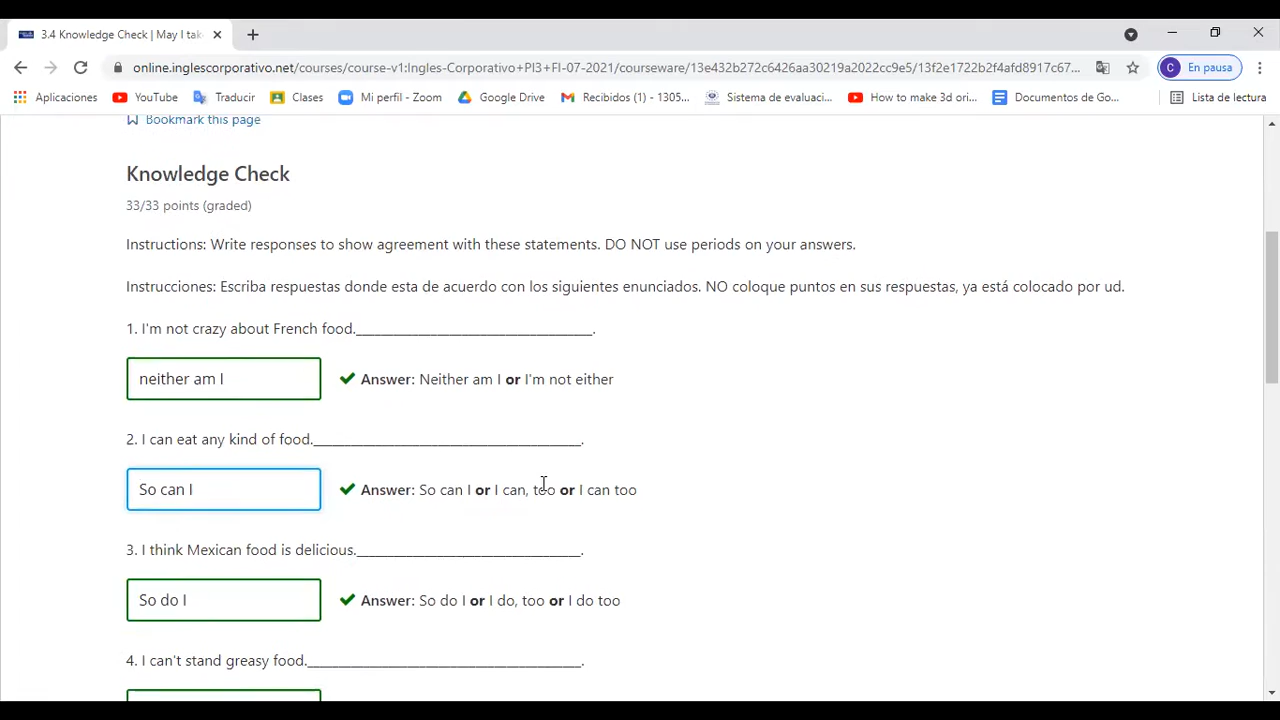 3.4 Knowledge Check | May I tak
online.inglescorporativo.net/courses/course-v1:Ingles-Corporativo+PI3+FI-07-2021/courseware/13e432b272c6426aa30219a2022cc9e5/13f2e1722b2f4afd8917c67...
C En pausa
Aplicaciones YouTube Traducir Clases Mi perfil - Zoom Google Drive Recibidos (1) - 1305... Sistema de evaluaci... How to make 3d ori... Documentos de Go... Lista de lectura
Bookmark this page
Knowledge Check
33/33 points (graded)
Instructions: Write responses to show agreement with these statements. DO NOT use periods on your answers.
Instrucciones: Escriba respuestas donde esta de acuerdo con los siguientes enunciados. NO coloque puntos en sus respuestas, ya está colocado por ud.
1. I'm not crazy about French food.______________________________.
neither am I Answer: Neither am I or I'm not either
2. I can eat any kind of food.__________________________________.
So can I Answer: So can I or I can, too or I can too
3. I think Mexican food is delicious.____________________________.
So do I Answer: So do I or I do, too or I do too
4. I can't stand greasy food.___________________________________.